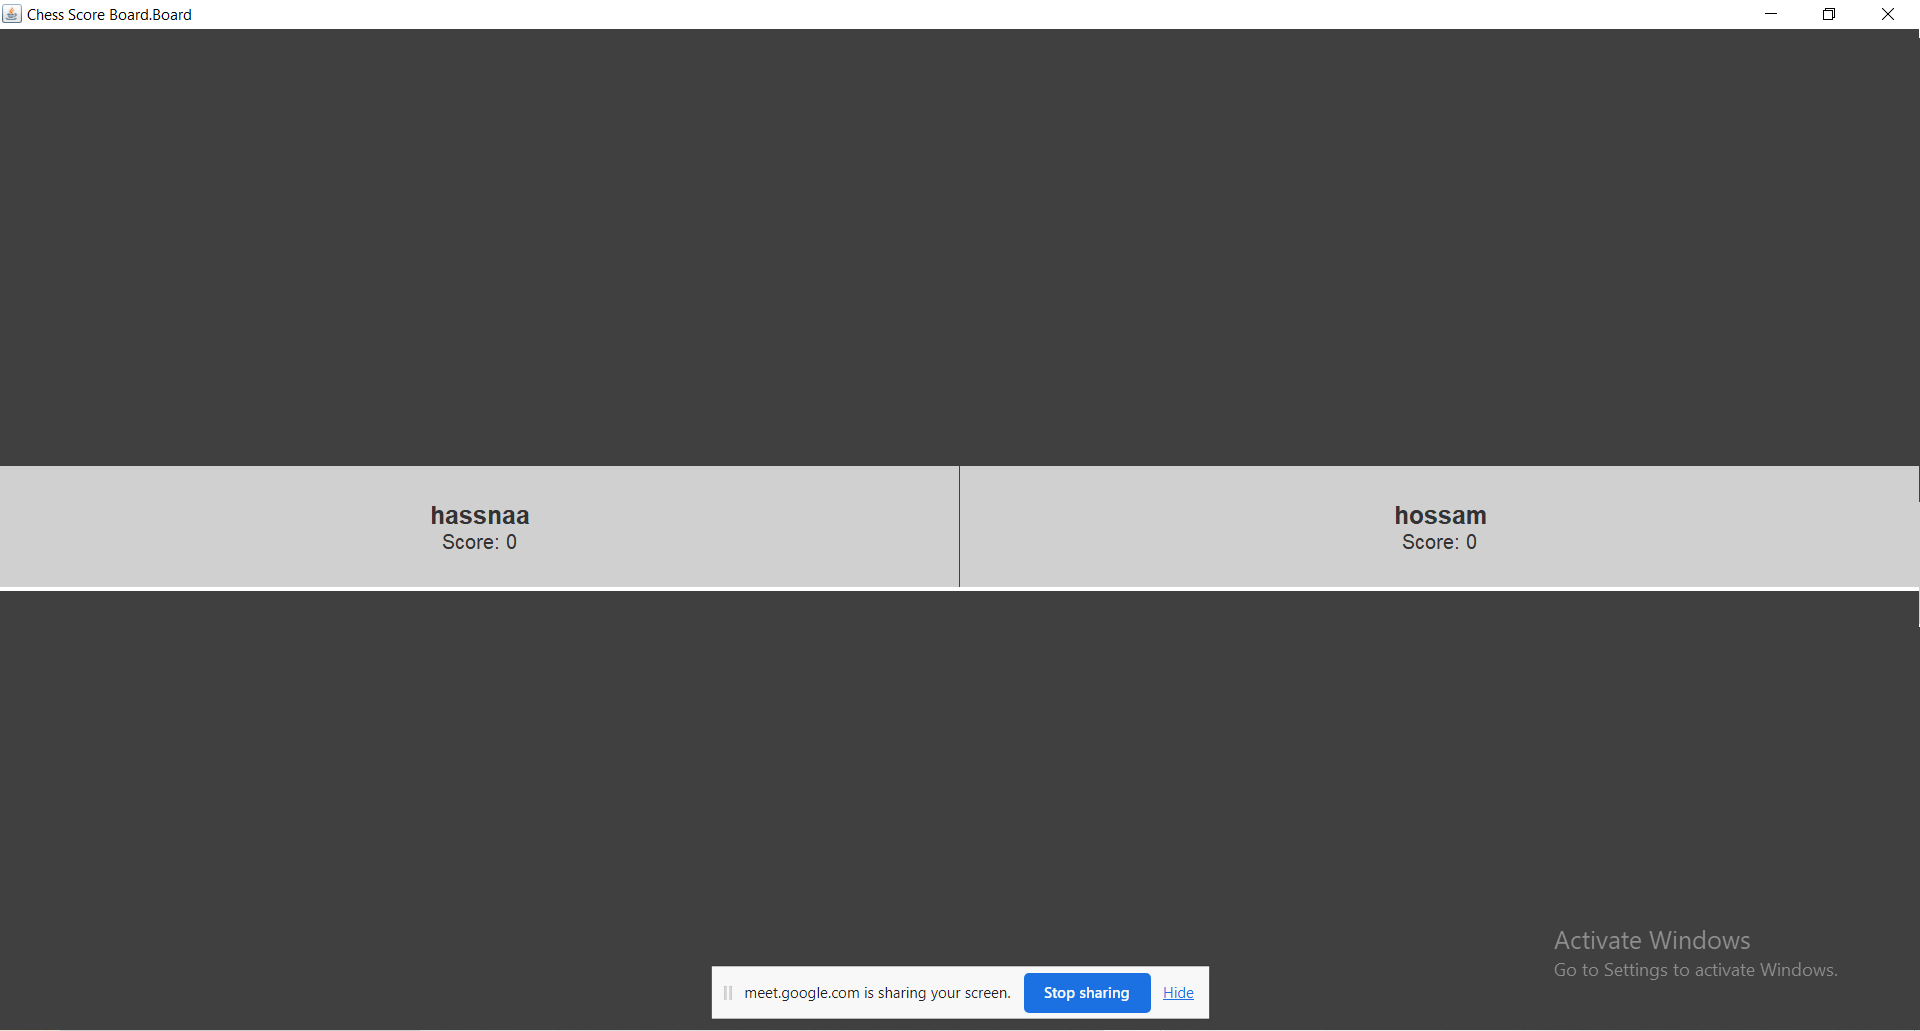 Chess Score Board.Board
hassnaa
Score: 0
hossam
Score: 0
Activate Windows
Go to Settings to activate Windows.
meet.google.com is sharing your screen.
Stop sharing
Hide